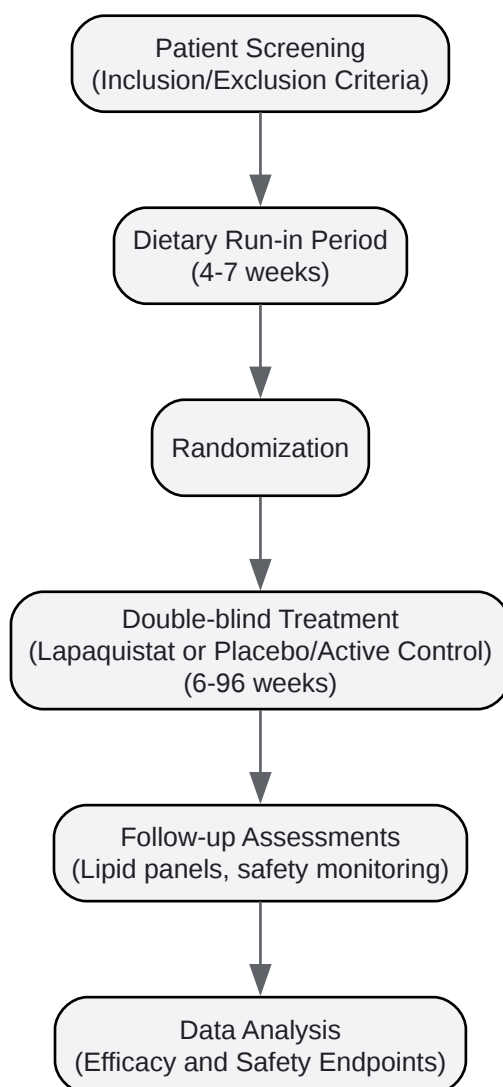 Patient Screening
(Inclusion/Exclusion Criteria)
Dietary Run-in Period
(4-7 weeks)
Randomization
Double-blind Treatment
(Lapaquistat or Placebo/Active Control)
(6-96 weeks)
Follow-up Assessments
(Lipid panels, safety monitoring)
Data Analysis
(Efficacy and Safety Endpoints)